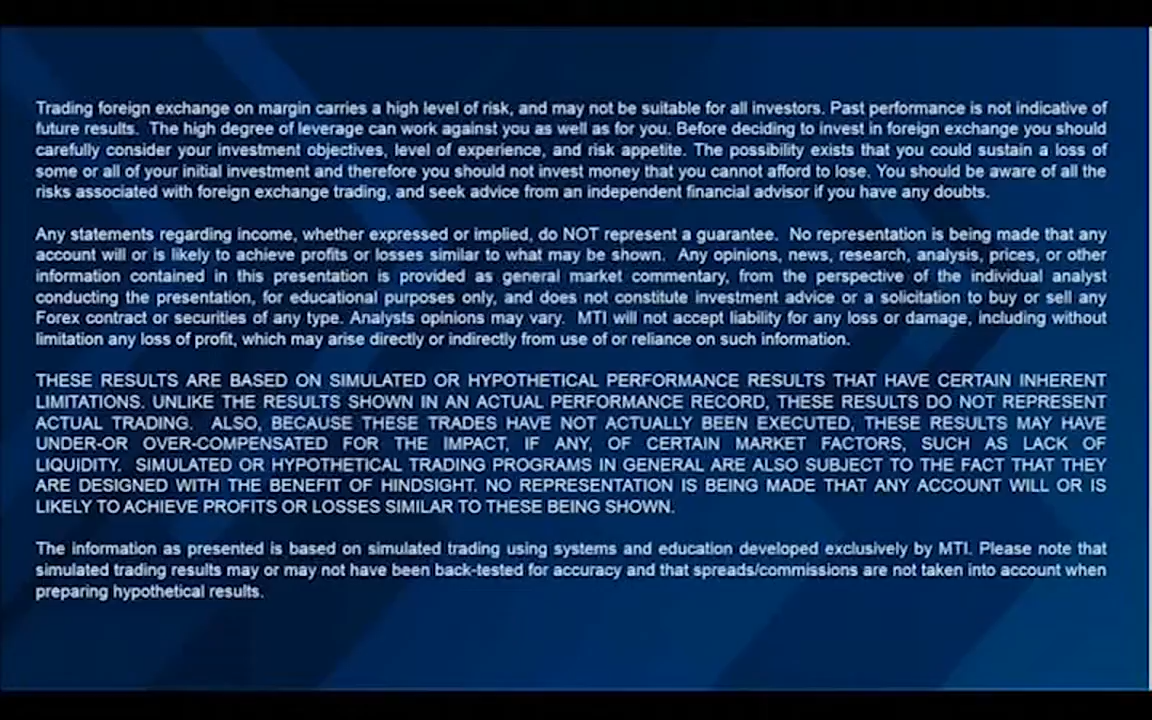 Trading foreign exchange on margin carries a high level of risk, and may not be suitable for all investors. Past performance is not indicative of
future results. The high degree of leverage can work against you as well as for you. Before deciding to invest in foreign exchange you should
carefully consider your investment objectives, level of experience, and risk appetite. The possibility exists that you could sustain a loss of
some or all of your initial investment and therefore you should not invest money that you cannot afford to lose. You should be aware of all the
risks associated with foreign exchange trading, and seek advice from an independent financial advisor if you have any doubts.
Any statements regarding income, whether expressed or implied, do NOT represent a guarantee. No representation is being made that any
account will or is likely to achieve profits or losses similar to what may be shown. Any opinions, news, research, analysis, prices, or other
information contained in this presentation is provided as general market commentary, from the perspective of the individual analyst
conducting the presentation, for educational purposes only, and does not constitute investment advice or a solicitation to buy or sell any
Forex contract or securities of any type. Analysts opinions may vary. MTI will not accept liability for any loss or damage, including without
limitation any loss of profit, which may arise directly or indirectly from use of or reliance on such information.
THESE RESULTS ARE BASED ON SIMULATED OR HYPOTHETICAL PERFORMANCE RESULTS THAT HAVE CERTAIN INHERENT
LIMITATIONS. UNLIKE THE RESULTS SHOWN IN AN ACTUAL PERFORMANCE RECORD, THESE RESULTS DO NOT REPRESENT
ACTUAL TRADING. ALSO, BECAUSE THESE TRADES HAVE NOT ACTUALLY BEEN EXECUTED, THESE RESULTS MAY HAVE
UNDER-OR OVER-COMPENSATED FOR THE IMPACT, IF ANY, OF CERTAIN MARKET FACTORS, SUCH AS LACK OF
LIQUIDITY. SIMULATED OR HYPOTHETICAL TRADING PROGRAMS IN GENERAL ARE ALSO SUBJECT TO THE FACT THAT THEY
ARE DESIGNED WITH THE BENEFIT OF HINDSIGHT. NO REPRESENTATION IS BEING MADE THAT ANY ACCOUNT WILL OR IS
LIKELY TO ACHIEVE PROFITS OR LOSSES SIMILAR TO THESE BEING SHOWN.
The information as presented is based on simulated trading using systems and education developed exclusively by MTI. Please note that
simulated trading results may or may not have been back-tested for accuracy and that spreads/commissions are not taken into account when
preparing hypothetical results.